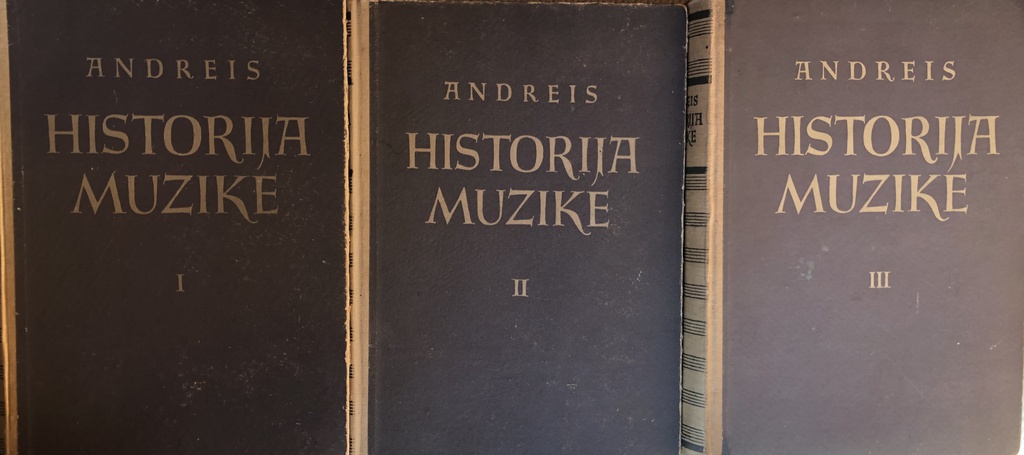 ANDREIS
HISTORIJA
MUZIKE
I
ANDREIS
HISTORIJA
MUZIKE
II
ANDREIS
HISTORIJA
MUZIKE
III